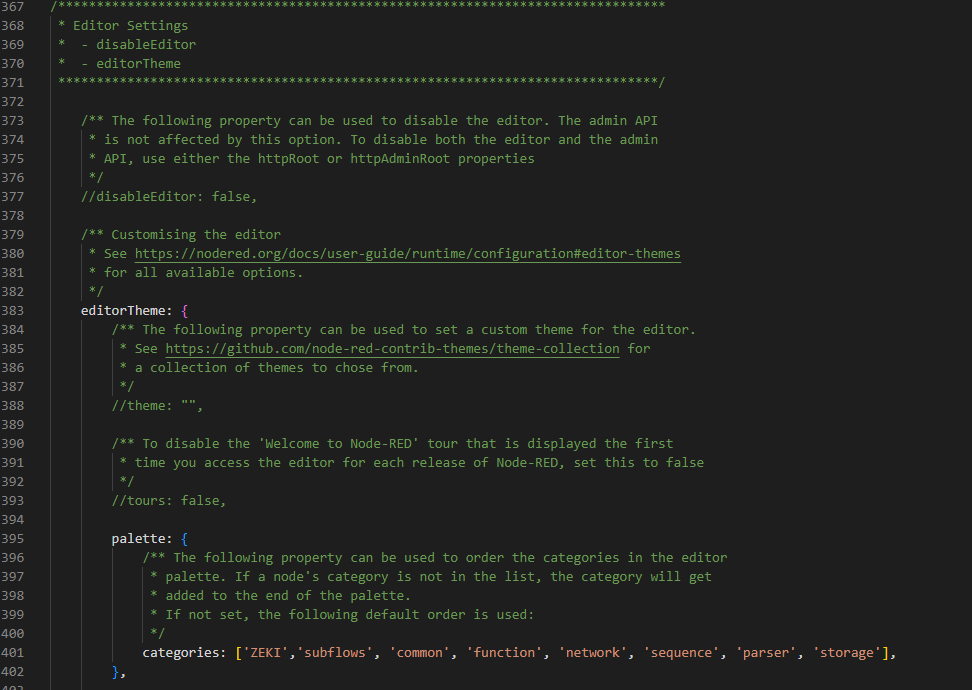 367 /*******************************************************************************
368 * Editor Settings
369 *  - disableEditor
370 *  - editorTheme
371 ******************************************************************************/
372
373 /** The following property can be used to disable the editor. The admin API
374 * is not affected by this option. To disable both the editor and the admin
375 * API, use either the httpRoot or httpAdminRoot properties
376 */
377 //disableEditor: false,
378
379 /** Customising the editor
380 * See https://nodered.org/docs/user-guide/runtime/configuration#editor-themes
381 * for all available options.
382 */
383 editorTheme: {
384 /** The following property can be used to set a custom theme for the editor.
385 * See https://github.com/node-red-contrib-themes/theme-collection for
386 * a collection of themes to chose from.
387 */
388 //theme: "",
389
390 /** To disable the 'Welcome to Node-RED' tour that is displayed the first
391 * time you access the editor for each release of Node-RED, set this to false
392 */
393 //tours: false,
394
395 palette: {
396 /** The following property can be used to order the categories in the editor
397 * palette. If a node's category is not in the list, the category will get
398 * added to the end of the palette.
399 * If not set, the following default order is used:
400 */
401 categories: ['ZEKI','subflows', 'common', 'function', 'network', 'sequence', 'parser', 'storage'],
402 },
403